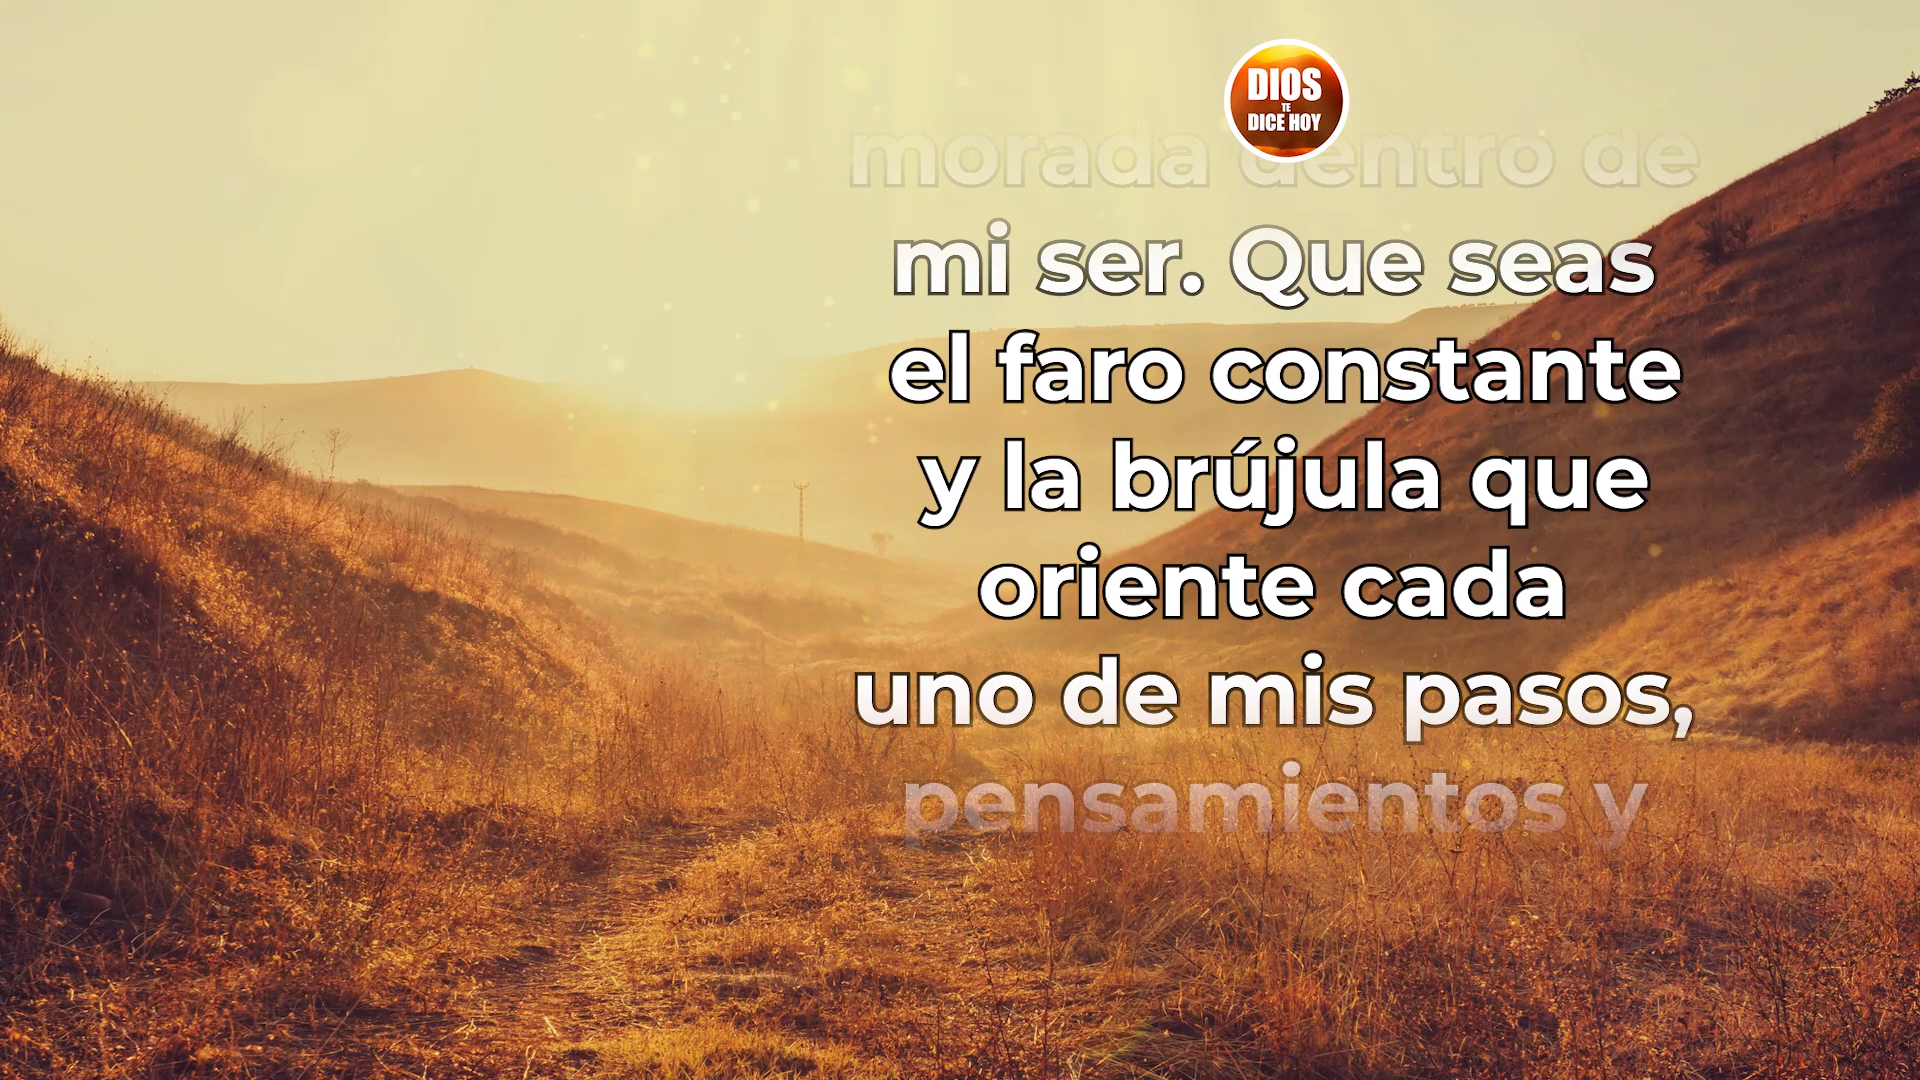 DIOS
TE
DICE HOY
morada dentro de
mi ser. Que seas
el faro constante
y la brújula que
oriente cada
uno de mis pasos,
pensamientos y